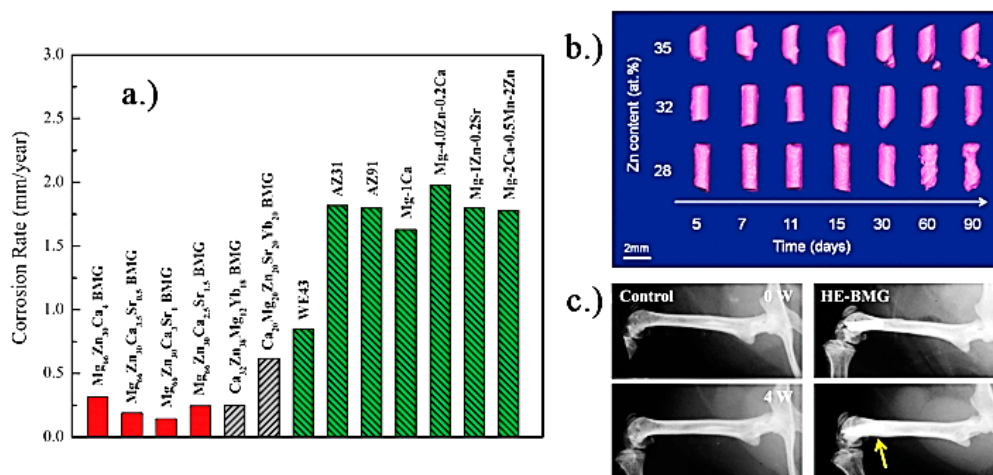 a.)
Corrosion Rate (mm/year)
3.0
2.5
2.0
1.5
1.0
0.5
0.0
Mg66Zn30Ca4 BMG
Mg66Zn30Ca3.5Sr0.5 BMG
Mg66Zn30Ca3Sr1 BMG
Mg66Zn30Ca2.5Sr1.5 BMG
Ca32Zn38Mg12Yb18 BMG
Ca20Mg20Zn20Sr20Yb20 BMG
WE43
AZ31
AZ91
Mg-1Ca
Mg-4.0Zn-0.2Ca
Mg-1Zn-0.2Sr
Mg-2Ca-0.5Mn-2Zn
b.)
Zn content (at.%)
35
32
28
5 7 11 15 30 60 90
2mm
Time (days)
c.)
Control 0 W
HE-BMG
4 W